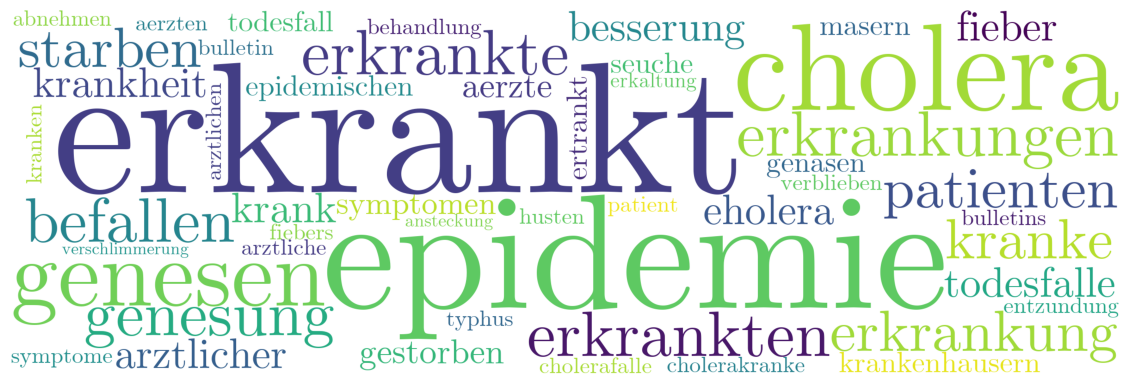 abnehmen
aerzten
todesfall
behandlung
besserung
masern
fieber
starben
bulletin
erkrankte
seuche
cholera
krankheit
epidemischen
aerzte
erkaltung
erkrankt
kranken
arztlichen
ertrankt
erkrankungen
genasen
verblieben
patienten
befallen
krank
symptomen
ansteckung
husten
patient
eholera
bulletins
fiebers
verschlimmerung
arztliche
epidemie
kranke
genesen
todesfalle
genesung
typhus
erkrankten
erkrankung
entzundung
symptome
arztlicher
gestorben
cholerafalle
cholerakranke
krankenhausern